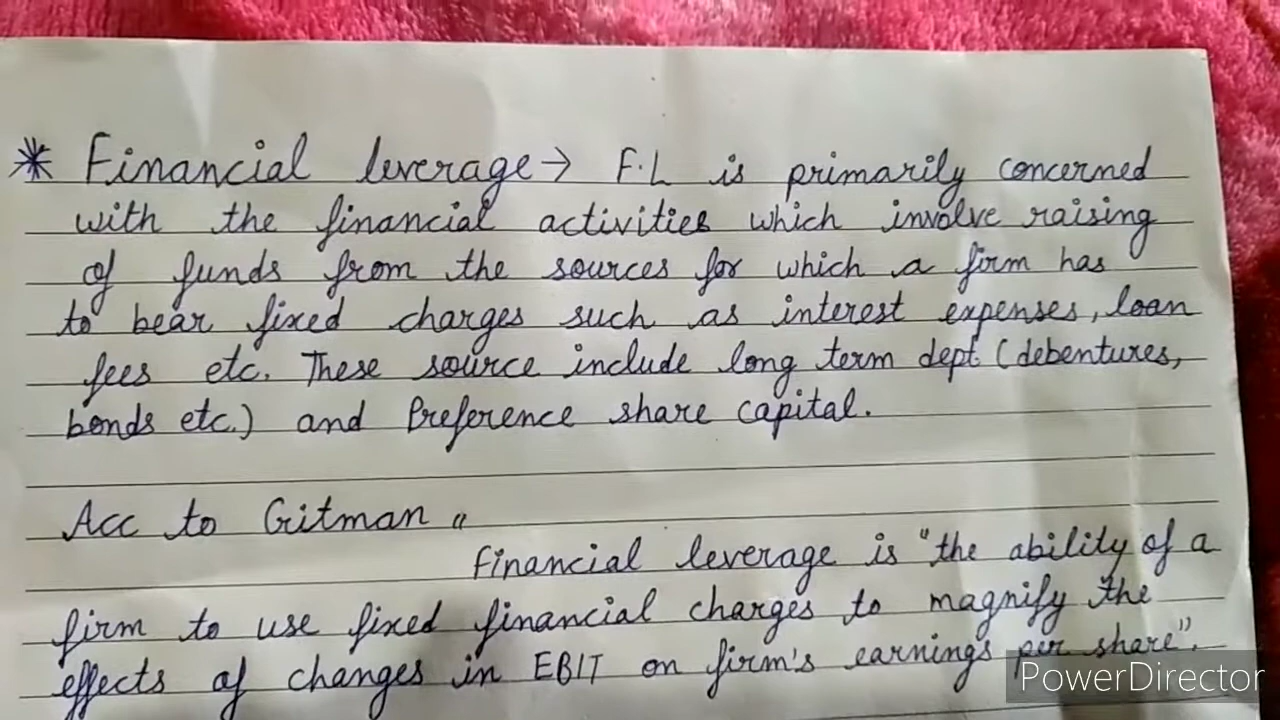 * Financial leverage → F.L is primarily concerned
with the financial activities which involve raising
of funds from the sources for which a firm has
to bear fixed charges such as interest expenses, loan
fees etc. These source include long term dept (debentures,
bonds etc.) and Preference share capital.
Acc to Gitman "
Financial leverage is "the ability of a
firm to use fixed financial charges to magnify the
effects of changes in EBIT on firm's earnings per share".
PowerDirector